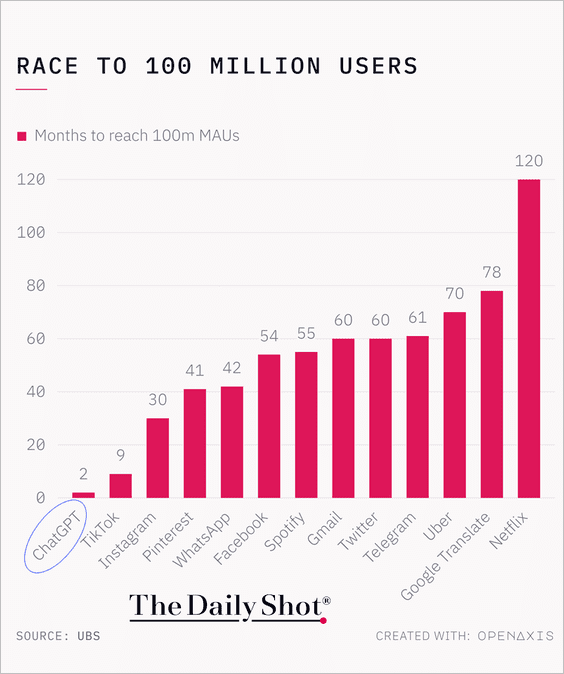 RACE TO 100 MILLION USERS
Months to reach 100m MAUs
120
100
80
60
40
20
0
2
9
30
41
42
54
55
60
60
61
70
78
120
ChatGPT
TikTok
Instagram
Pinterest
WhatsApp
Facebook
Spotify
Gmail
Twitter
Telegram
Uber
Google Translate
Netflix
The Daily Shot®
SOURCE: UBS
CREATED WITH: OPENAXIS